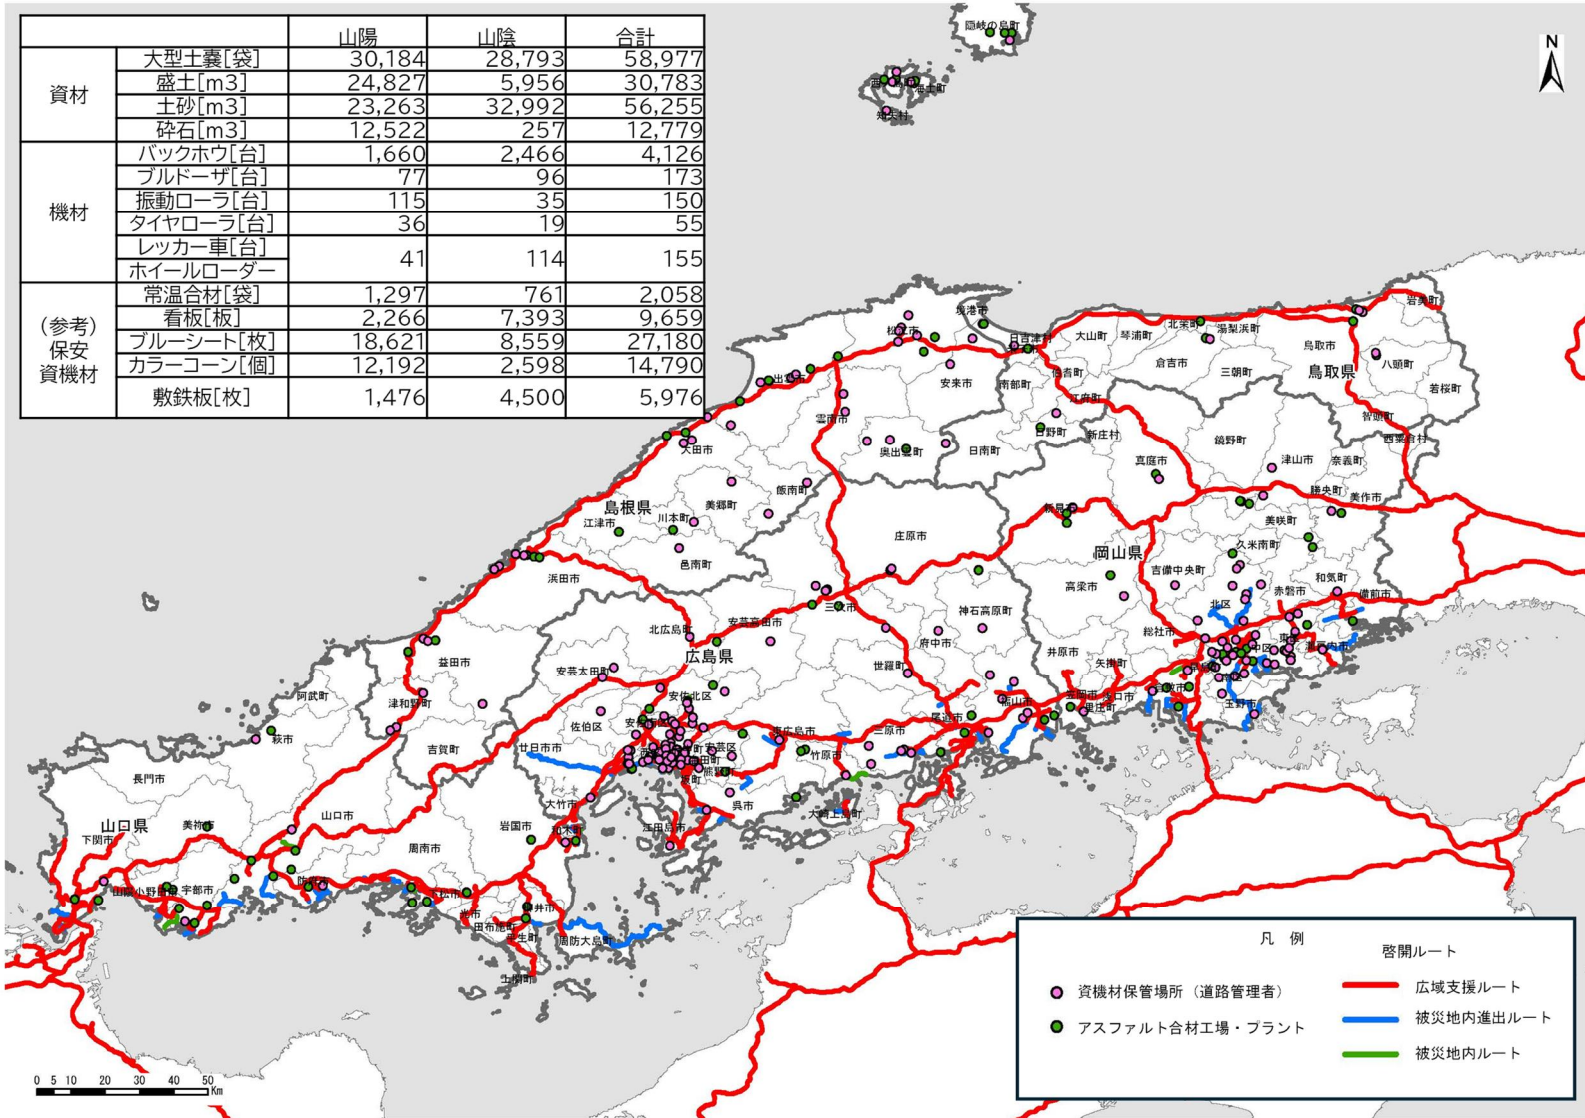 山陽 山陰 合計
資材
大型土嚢[袋] 30,184 28,793 58,977
盛土[m3] 24,827 5,956 30,783
土砂[m3] 23,263 32,992 56,255
砕石[m3] 12,522 257 12,779
機材
バックホウ[台] 1,660 2,466 4,126
ブルドーザ[台] 77 96 173
振動ローラ[台] 115 35 150
タイヤローラ[台] 36 19 55
レッカー車[台]
ホイールローダー
41 114 155
(参考)
保安
資機材
常温合材[袋] 1,297 761 2,058
看板[板] 2,266 7,393 9,659
ブルーシート[枚] 18,621 8,559 27,180
カラーコーン[個] 12,192 2,598 14,790
敷鉄板[枚] 1,476 4,500 5,976
N
隠岐の島町
海士町
知夫村
境港市
松江市
日吉津村
大山町
琴浦町
北栄町
湯梨浜町
岩美町
鳥取市
鳥取県
八頭町
若桜町
倉吉市
三朝町
智頭町
西粟倉村
出雲市
安来市
南部町
伯耆町
江府町
雲南市
奥出雲町
日南町
日野町
新庄村
真庭市
鏡野町
津山市
奈義町
勝央町
美作市
大田市
飯南町
美郷町
島根県
川本町
江津市
邑南町
庄原市
新見市
岡山県
美咲町
久米南町
吉備中央町
高梁市
和気町
赤磐市
備前市
北区
浜田市
三次市
安芸高田市
北広島町
広島県
神石高原町
府中市
世羅町
井原市
総社市
矢掛町
中区
瀬戸内市
玉野市
笠岡市
浅口市
里庄町
福山市
尾道市
三原市
益田市
津和野町
吉賀町
阿武町
萩市
安芸太田町
安佐北区
佐伯区
廿日市市
安芸区
熊野町
坂町
東広島市
竹原市
呉市
江田島市
大崎上島町
大竹市
和木町
岩国市
長門市
山口県
下関市
美祢市
山口市
周南市
防府市
宇部市
下松市
光市
柳井市
田布施町
平生町
周防大島町
上関町
凡 例
資機材保管場所（道路管理者）
アスファルト合材工場・プラント
啓開ルート
広域支援ルート
被災地内進出ルート
被災地内ルート
0 5 10 20 30 40 50
Km